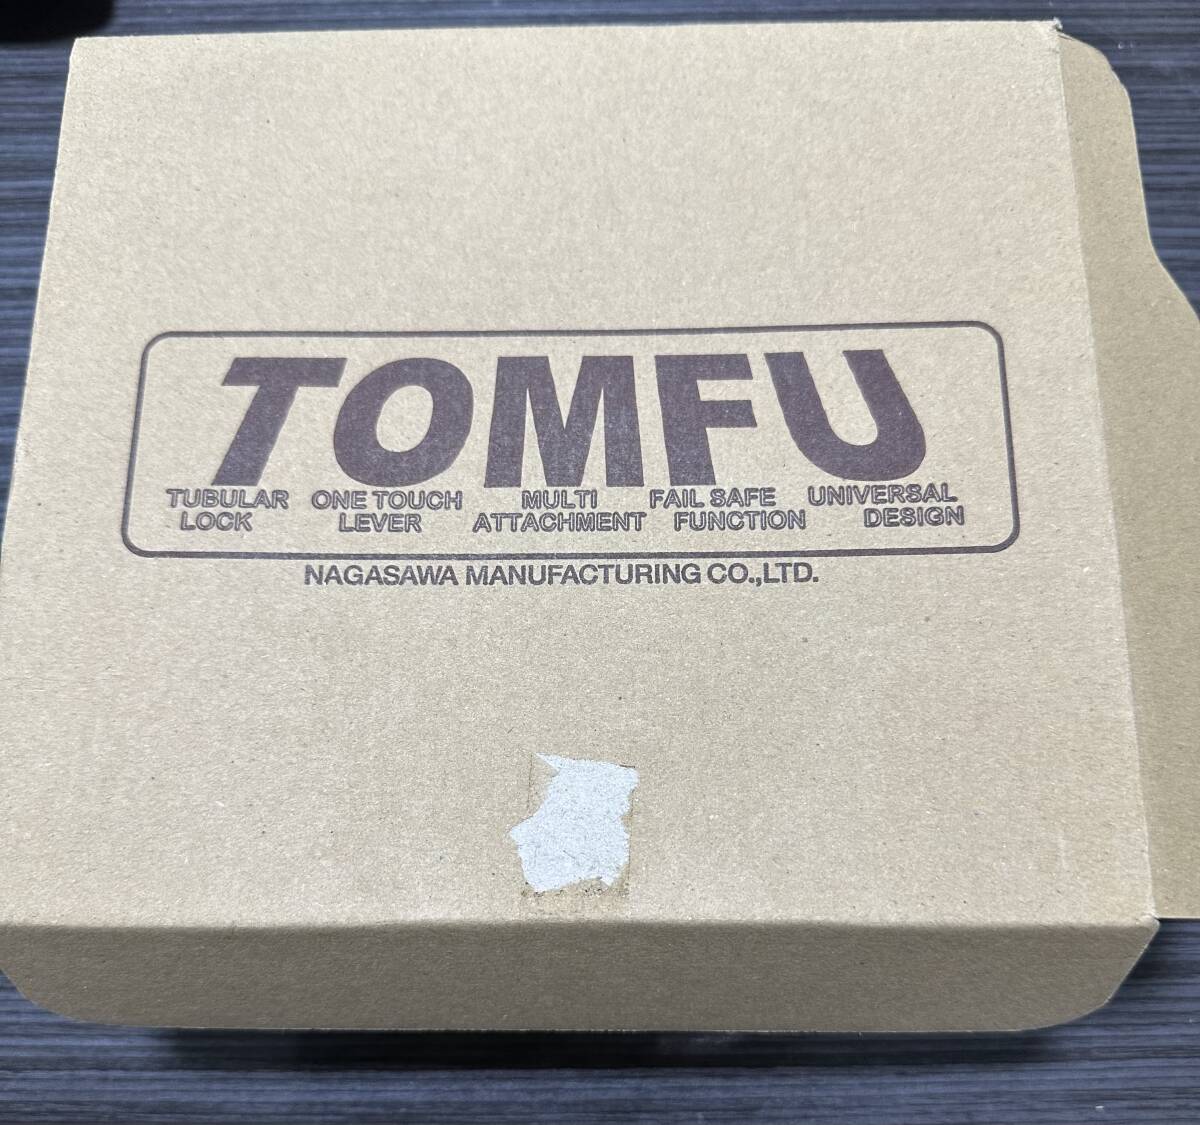 TOMFU
TUBULAR LOCK
ONE TOUCH LEVER
MULTI ATTACHMENT
FAIL SAFE FUNCTION
UNIVERSAL DESIGN
NAGASAWA MANUFACTURING CO.,LTD.